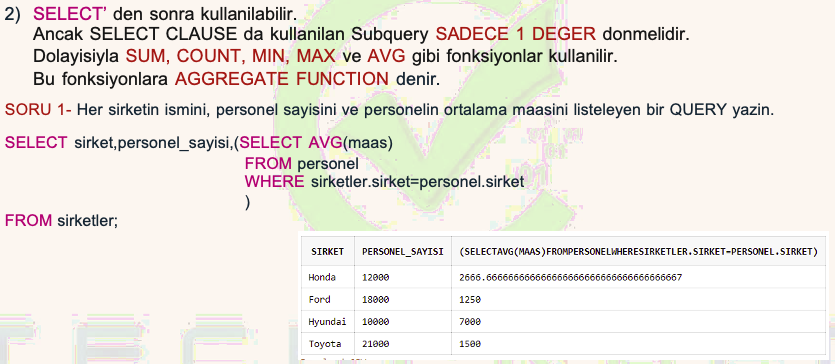 2) SELECT' den sonra kullanilabilir.
Ancak SELECT CLAUSE da kullanilan Subquery SADECE 1 DEGER donmelidir.
Dolayisiyla SUM, COUNT, MIN, MAX ve AVG gibi fonksiyonlar kullanilir.
Bu fonksiyonlara AGGREGATE FUNCTION denir.
SORU 1- Her sirketin ismini, personel sayisini ve personelin ortalama maasini listeleyen bir QUERY yazin.
SELECT sirket,personel_sayisi,(SELECT AVG(maas)
FROM personel
WHERE sirketler.sirket=personel.sirket
)
FROM sirketler;
SIRKET PERSONEL_SAYISI (SELECTAVG(MAAS)FROMPERSONELWHERESIRKETLER.SIRKET=PERSONEL.SIRKET)
Honda 12000 2666.666666666666666666666666666666666667
Ford 18000 1250
Hyundai 10000 7000
Toyota 21000 1500